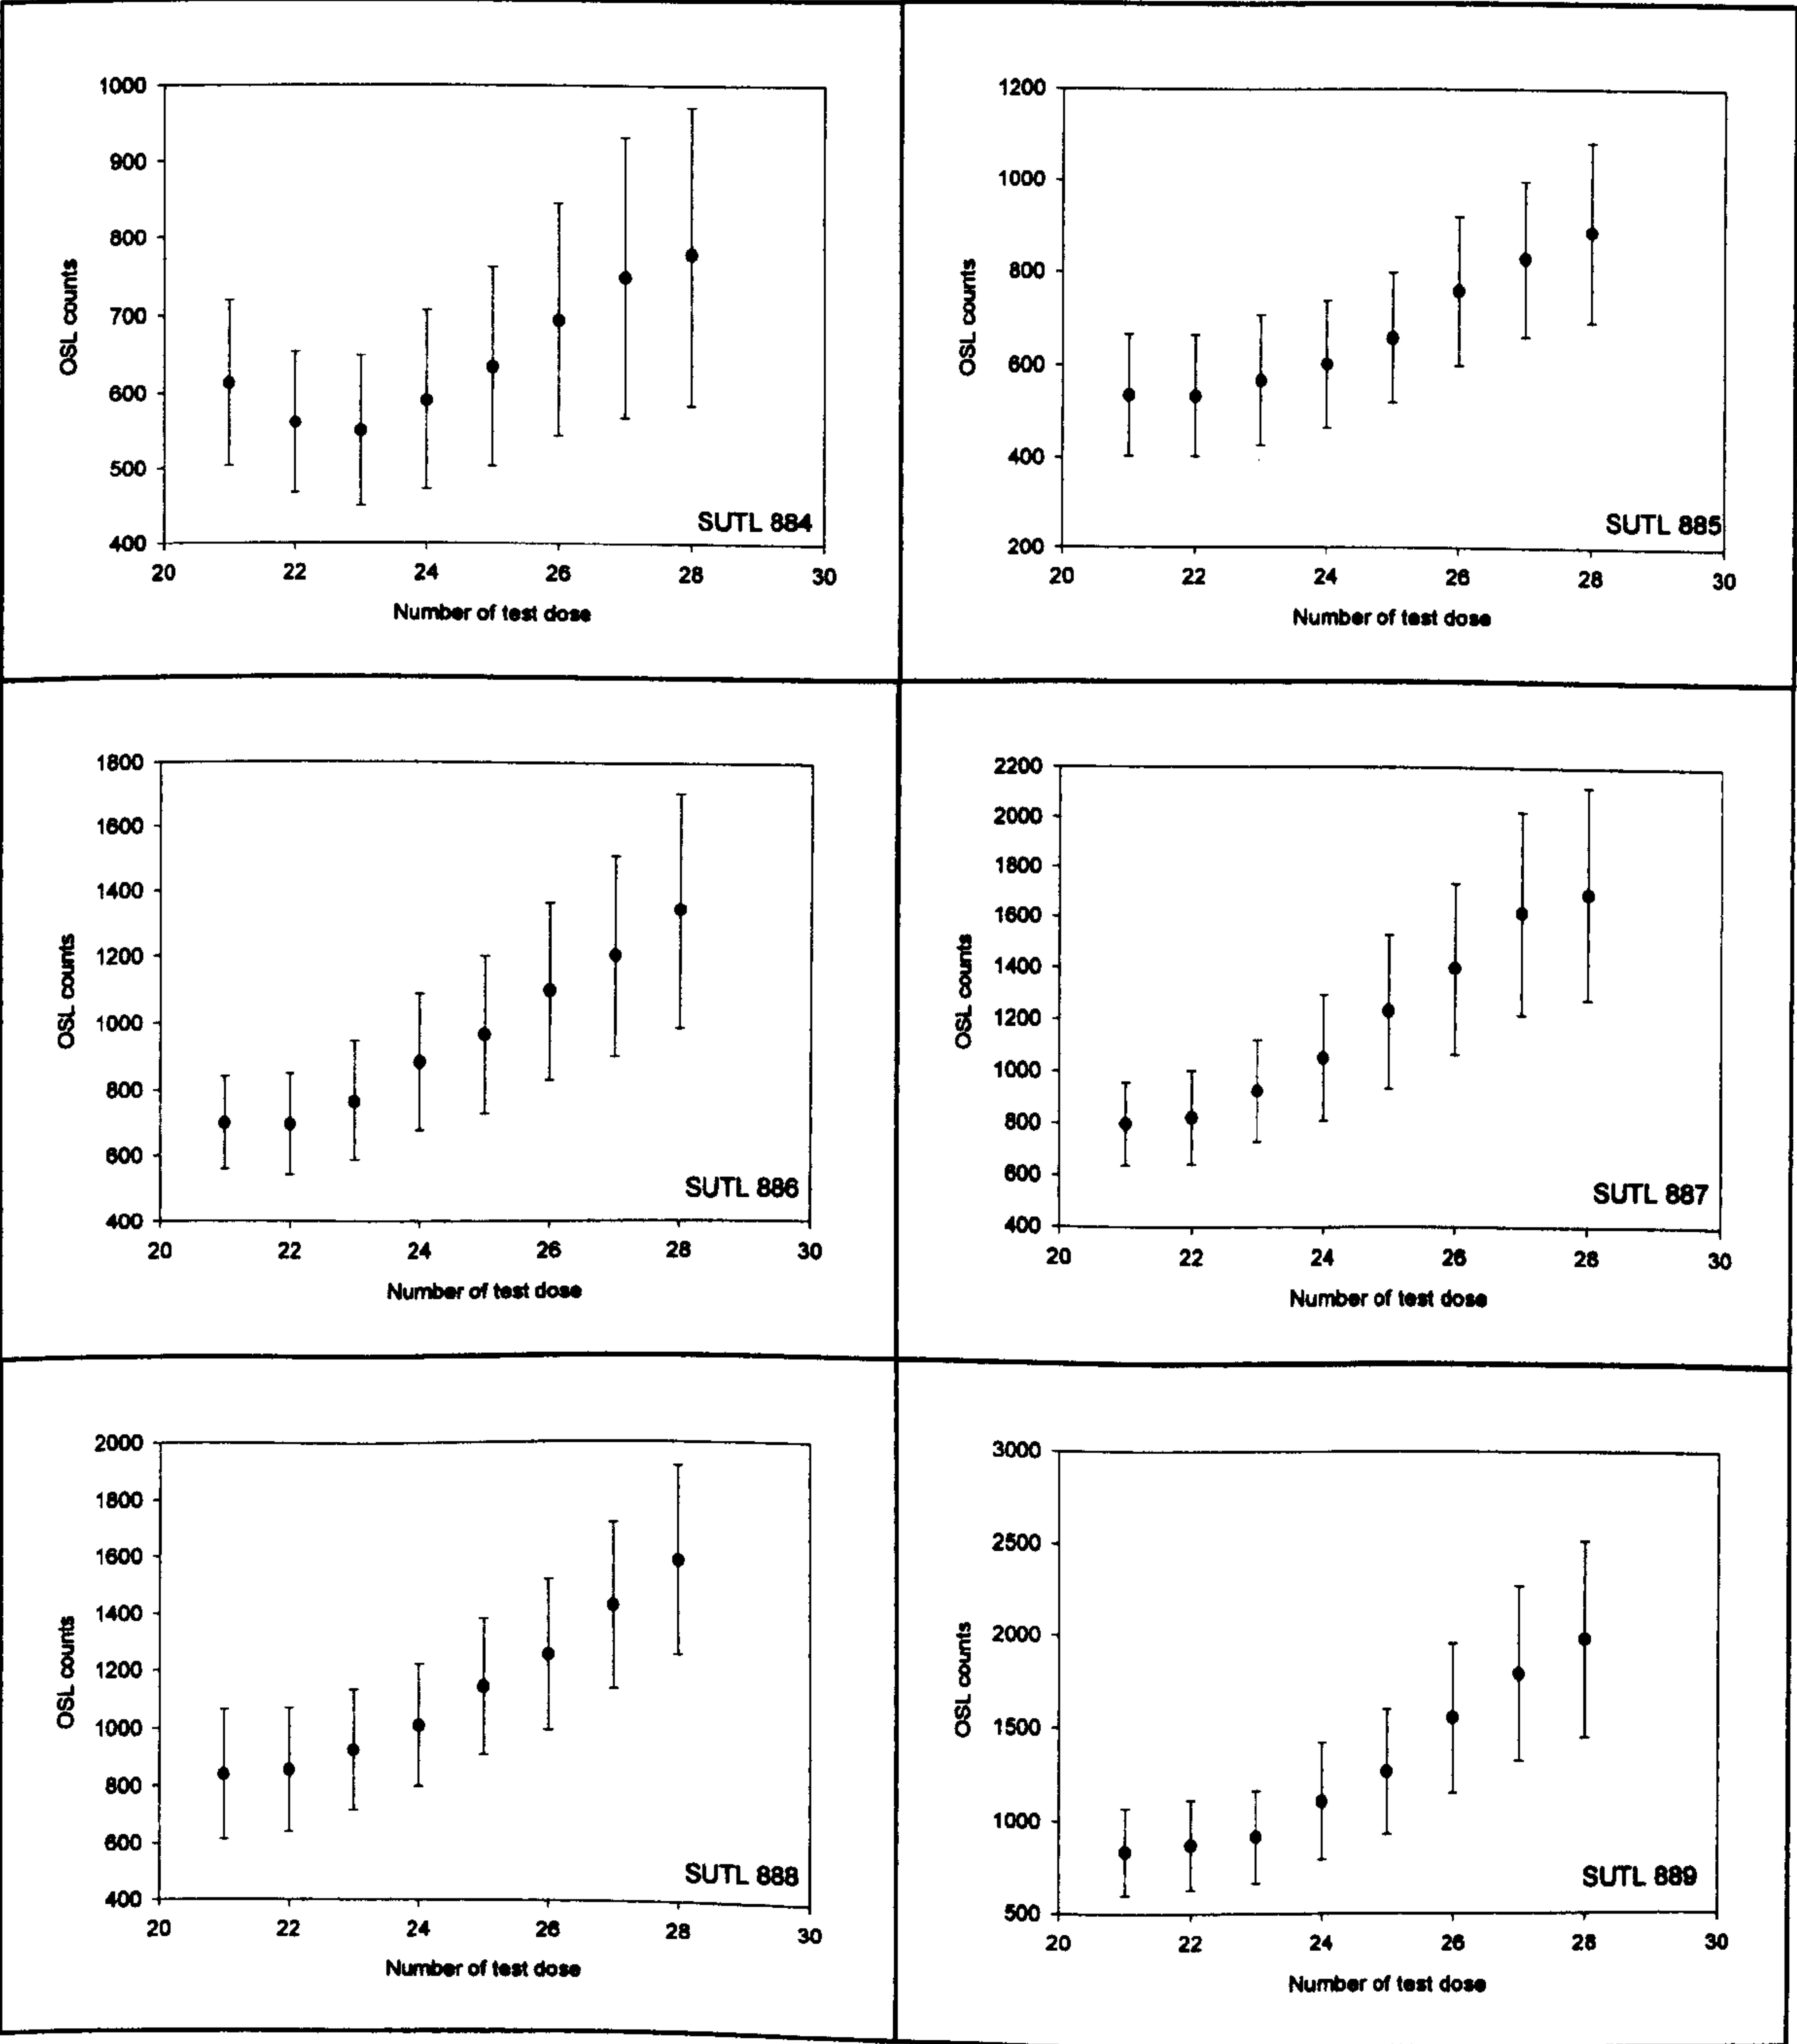 1000
900
800
700
600
500
400
OSL counts
20 22 24 26 28 30
Number of test dose
SUTL 884
1200
1000
800
600
400
200
OSL counts
20 22 24 26 28 30
Number of test dose
SUTL 885
1800
1600
1400
1200
1000
800
600
400
OSL counts
20 22 24 26 28 30
Number of test dose
SUTL 886
2200
2000
1800
1600
1400
1200
1000
800
600
400
OSL counts
20 22 24 26 28 30
Number of test dose
SUTL 887
2000
1800
1600
1400
1200
1000
800
600
400
OSL counts
20 22 24 26 28 30
Number of test dose
SUTL 888
3000
2500
2000
1500
1000
500
OSL counts
20 22 24 26 28 30
Number of test dose
SUTL 889